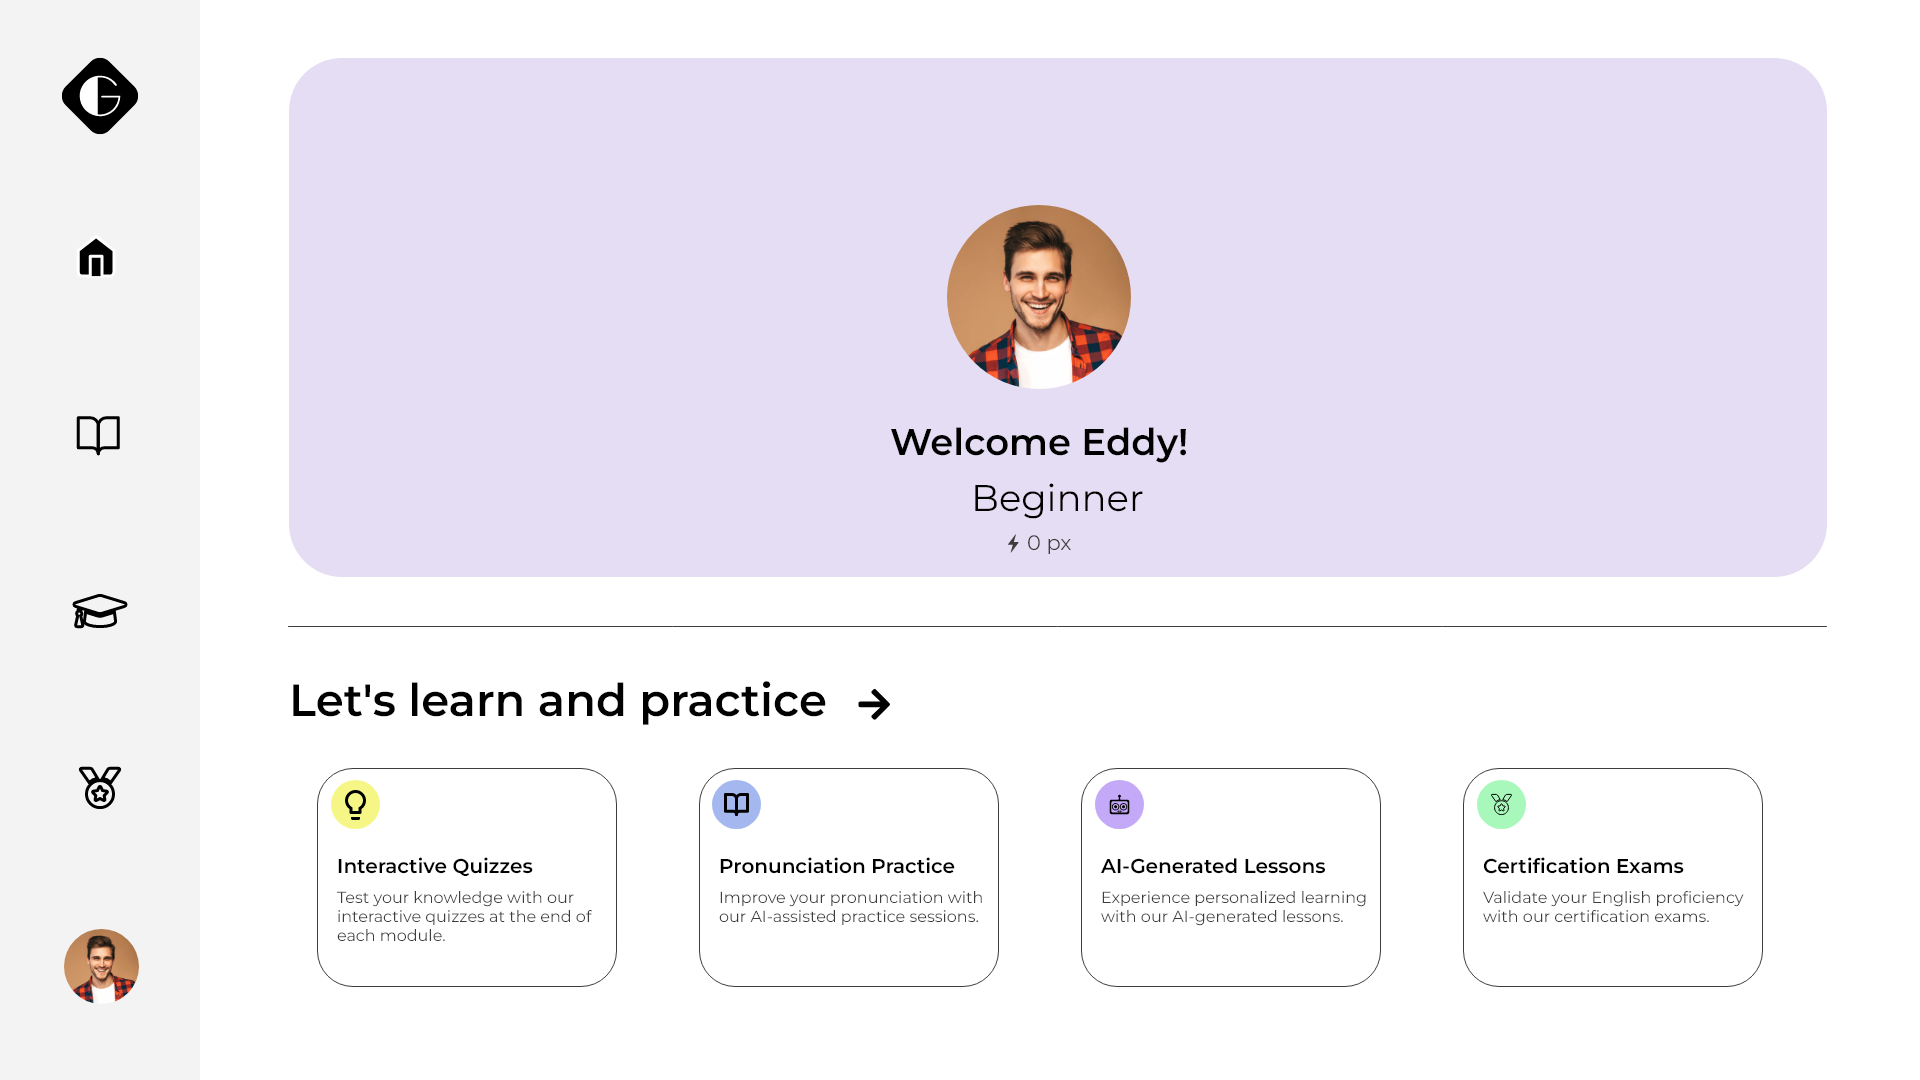 G
Welcome Eddy!
Beginner
0 px
Let's learn and practice
Interactive Quizzes
Test your knowledge with our
interactive quizzes at the end of
each module.
Pronunciation Practice
Improve your pronunciation with
our AI-assisted practice sessions.
AI-Generated Lessons
Experience personalized learning
with our AI-generated lessons.
Certification Exams
Validate your English proficiency
with our certification exams.